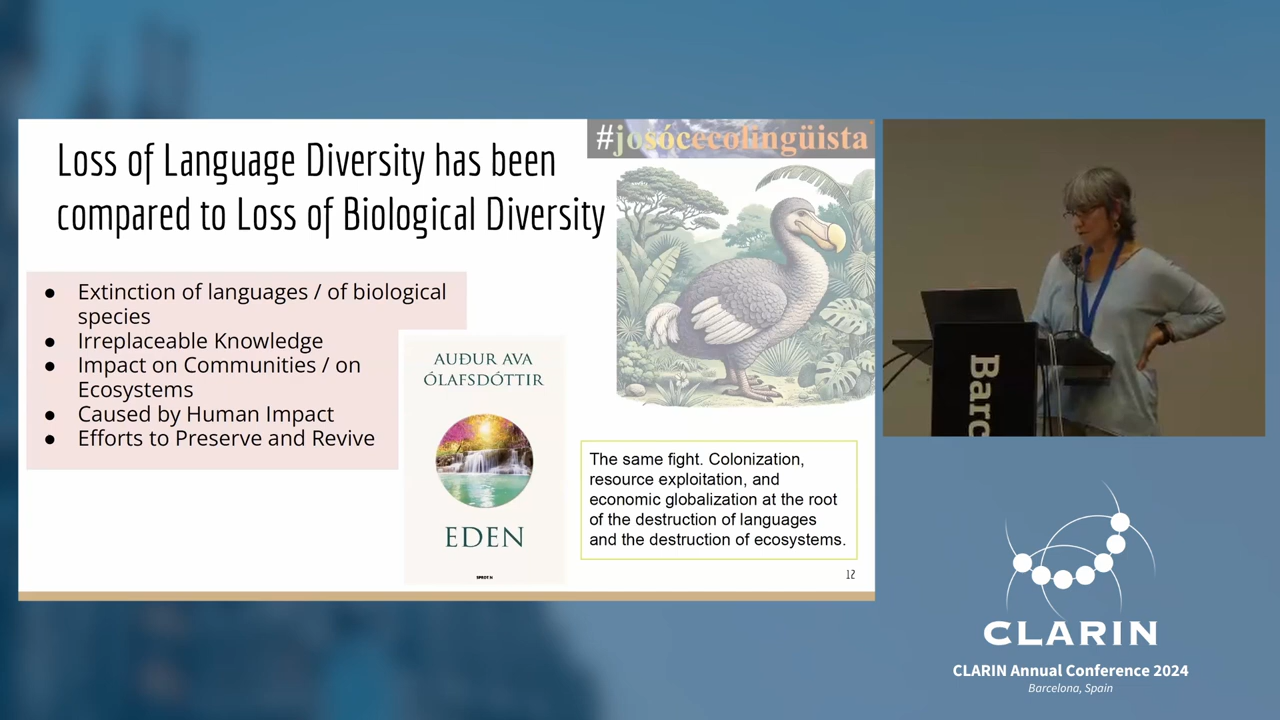 Loss of Language Diversity has been
compared to Loss of Biological Diversity
#josócecolingüista
● Extinction of languages / of biological
species
● Irreplaceable Knowledge
● Impact on Communities / on
Ecosystems
● Caused by Human Impact
● Efforts to Preserve and Revive
AUÐUR AVA
ÓLAFSDÓTTIR
EDEN
The same fight. Colonization,
resource exploitation, and
economic globalization at the root
of the destruction of languages
and the destruction of ecosystems.
12
Barc
CLARIN
CLARIN Annual Conference 2024
Barcelona, Spain